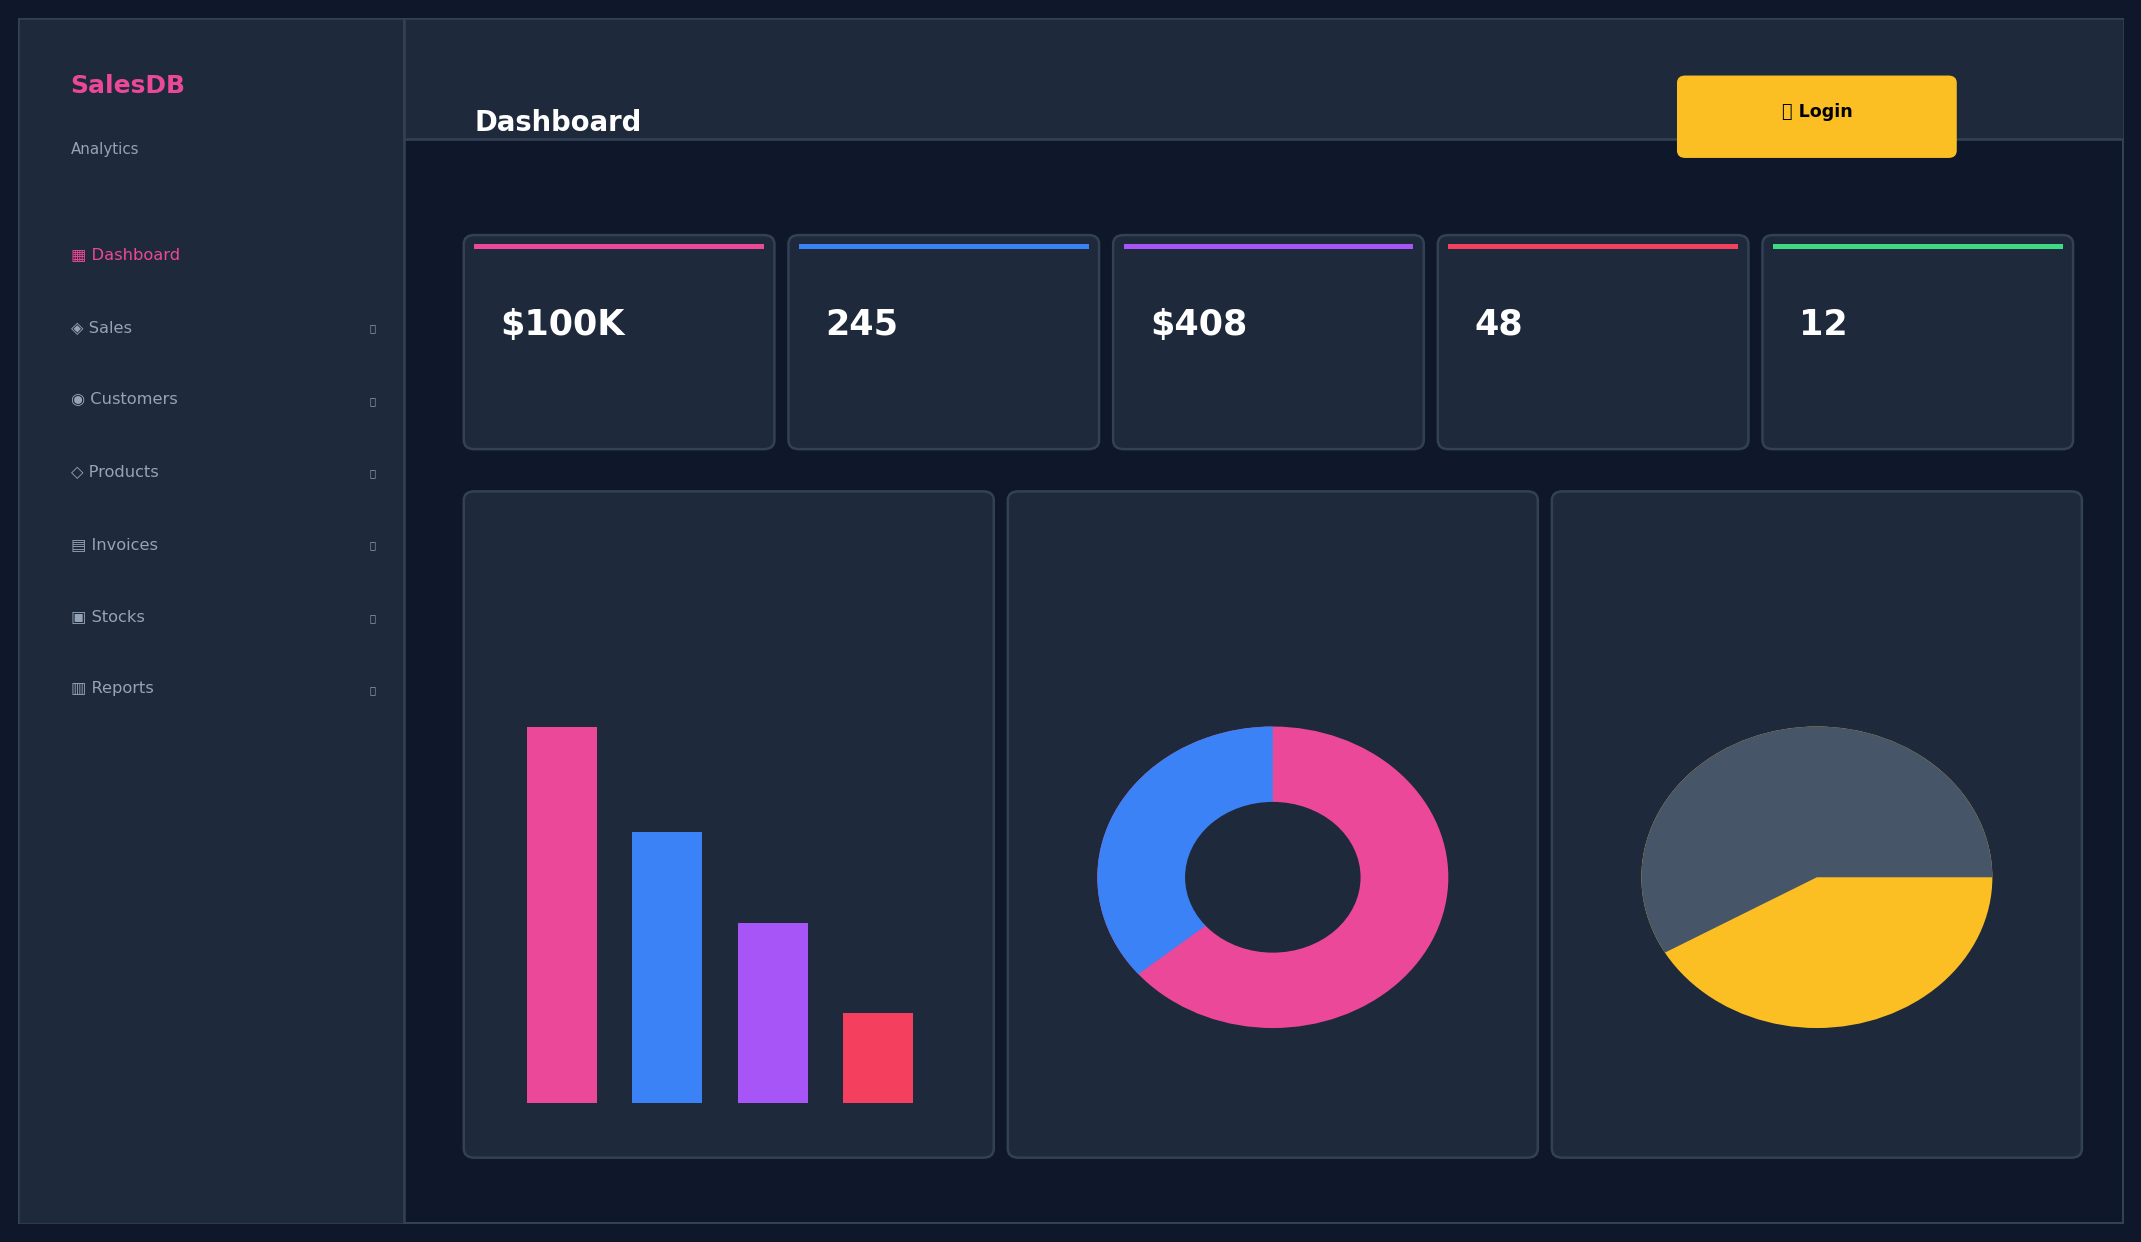 SalesDB
Analytics
▦ Dashboard
◈ Sales
◉ Customers
◇ Products
▤ Invoices
▣ Stocks
▥ Reports
Dashboard
Login
$100K
245
$408
48
12